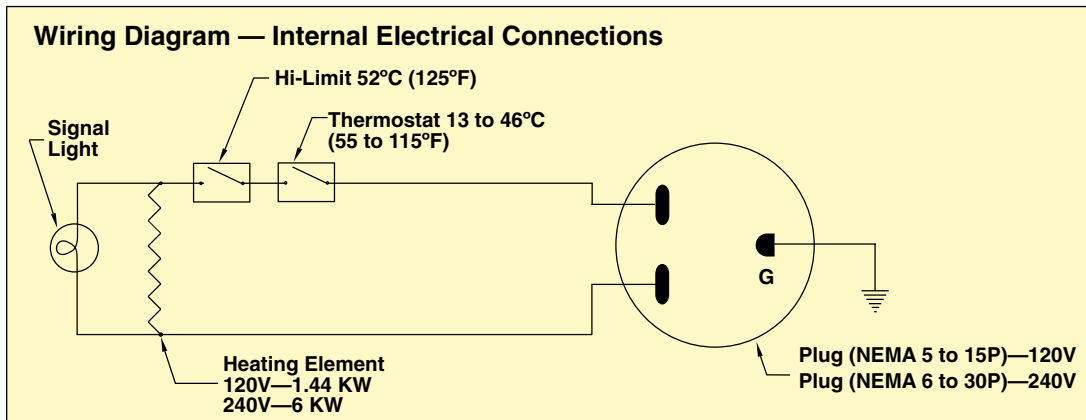 Wiring Diagram — Internal Electrical Connections
Hi-Limit 52ºC (125ºF)
Thermostat 13 to 46ºC
(55 to 115ºF)
Signal
Light
G
Heating Element
120V—1.44 KW
240V—6 KW
Plug (NEMA 5 to 15P)—120V
Plug (NEMA 6 to 30P)—240V